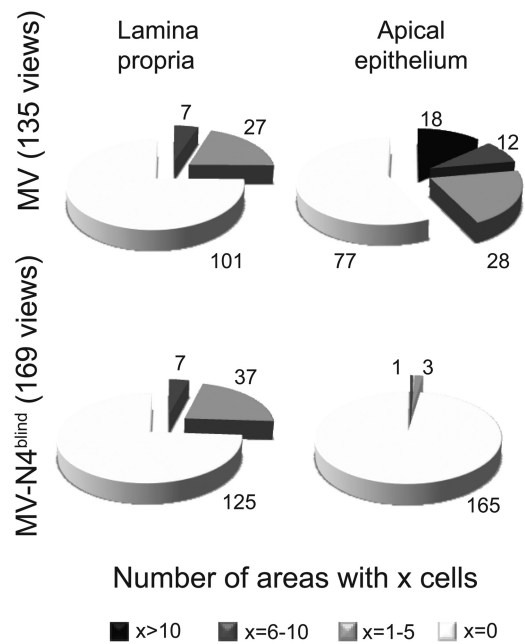 Lamina
propria
Apical
epithelium
MV (135 views)
7
27
101
18
12
28
77
MV-N4blind (169 views)
7
37
125
1
3
165
Number of areas with x cells
x>10
x=6-10
x=1-5
x=0